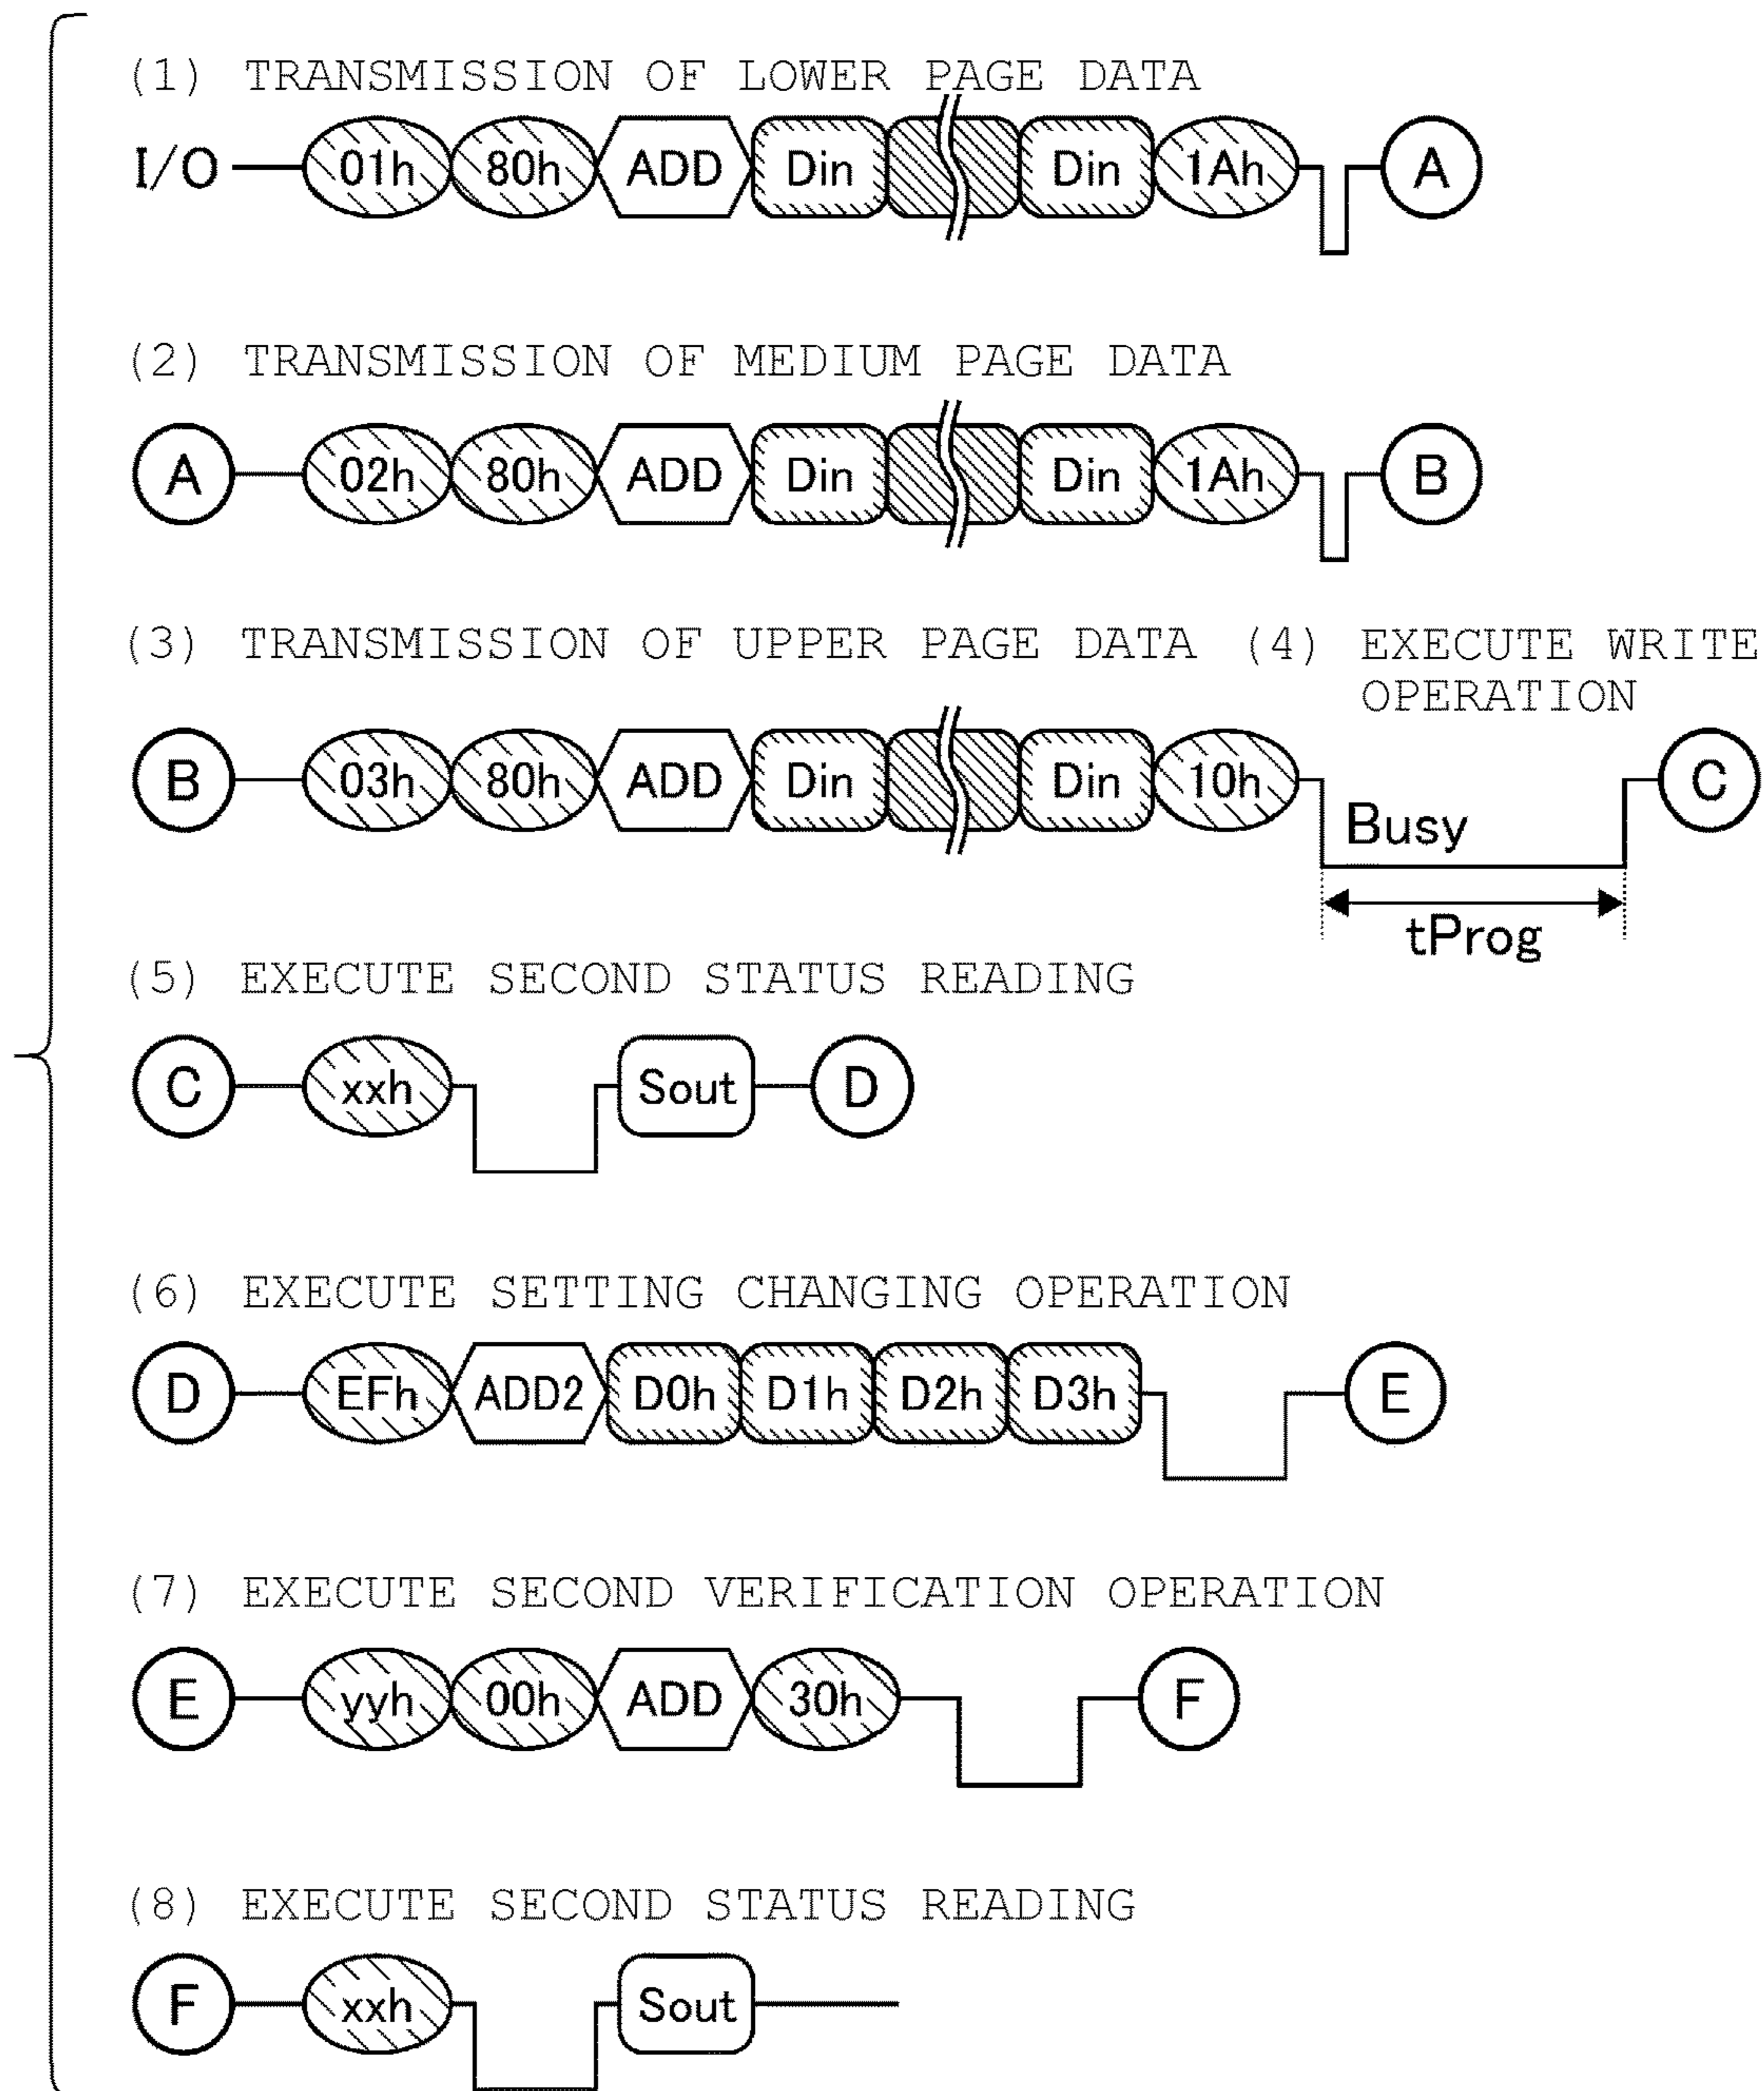 (1) TRANSMISSION OF LOWER PAGE DATA
I/O 01h 80h ADD Din Din 1Ah A
(2) TRANSMISSION OF MEDIUM PAGE DATA
A 02h 80h ADD Din Din 1Ah B
(3) TRANSMISSION OF UPPER PAGE DATA (4) EXECUTE WRITE
OPERATION
B 03h 80h ADD Din Din 10h C
Busy
tProg
(5) EXECUTE SECOND STATUS READING
C xxh Sout D
(6) EXECUTE SETTING CHANGING OPERATION
D EFh ADD2 D0h D1h D2h D3h E
(7) EXECUTE SECOND VERIFICATION OPERATION
E yyh 00h ADD 30h F
(8) EXECUTE SECOND STATUS READING
F xxh Sout